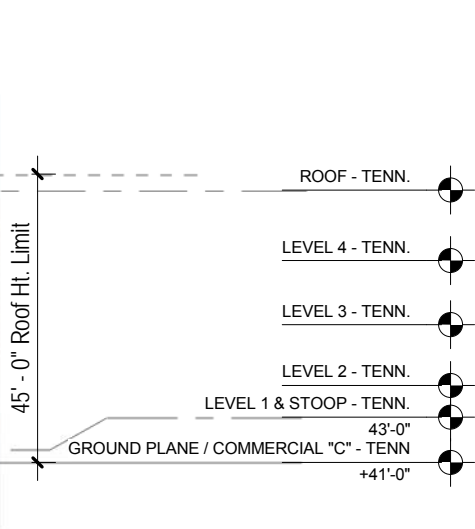 ROOF - TENN.
45' - 0" Roof Ht. Limit
LEVEL 4 - TENN.
LEVEL 3 - TENN.
LEVEL 2 - TENN.
LEVEL 1 & STOOP - TENN.
43'-0"
GROUND PLANE / COMMERCIAL "C" - TENN
+41'-0"